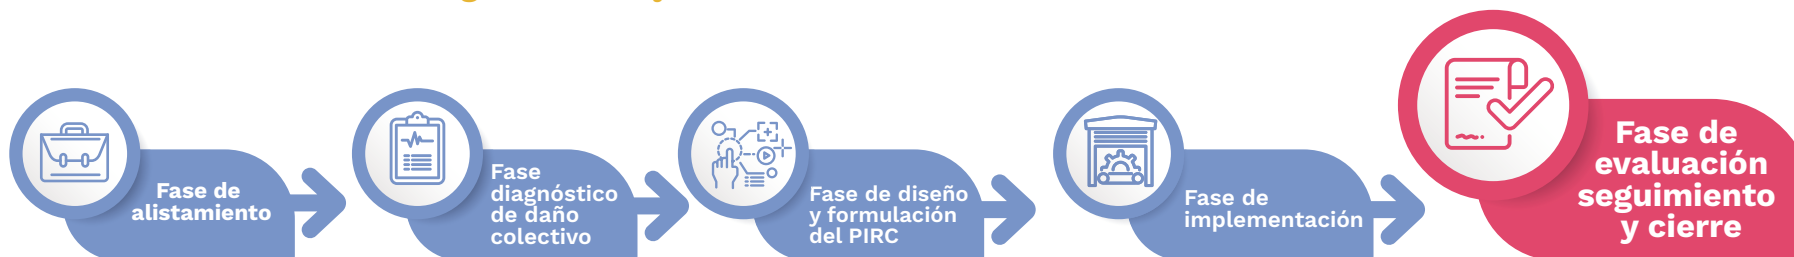 Fase de
alistamiento
Fase
diagnóstico
de daño
colectivo
Fase de diseño
y formulación
del PIRC
Fase de
implementación
Fase de
evaluación
seguimiento
y cierre